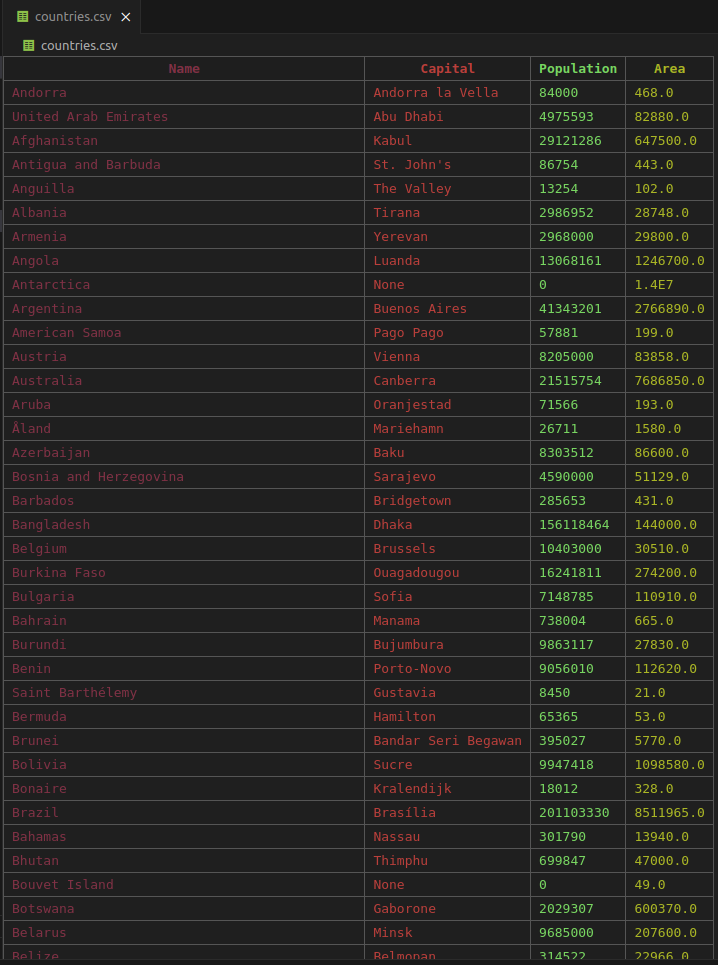 countries.csv
countries.csv
Name Capital Population Area
Andorra Andorra la Vella 84000 468.0
United Arab Emirates Abu Dhabi 4975593 82880.0
Afghanistan Kabul 29121286 647500.0
Antigua and Barbuda St. John's 86754 443.0
Anguilla The Valley 13254 102.0
Albania Tirana 2986952 28748.0
Armenia Yerevan 2968000 29800.0
Angola Luanda 13068161 1246700.0
Antarctica None 0 1.4E7
Argentina Buenos Aires 41343201 2766890.0
American Samoa Pago Pago 57881 199.0
Austria Vienna 8205000 83858.0
Australia Canberra 21515754 7686850.0
Aruba Oranjestad 71566 193.0
Åland Mariehamn 26711 1580.0
Azerbaijan Baku 8303512 86600.0
Bosnia and Herzegovina Sarajevo 4590000 51129.0
Barbados Bridgetown 285653 431.0
Bangladesh Dhaka 156118464 144000.0
Belgium Brussels 10403000 30510.0
Burkina Faso Ouagadougou 16241811 274200.0
Bulgaria Sofia 7148785 110910.0
Bahrain Manama 738004 665.0
Burundi Bujumbura 9863117 27830.0
Benin Porto-Novo 9056010 112620.0
Saint Barthélemy Gustavia 8450 21.0
Bermuda Hamilton 65365 53.0
Brunei Bandar Seri Begawan 395027 5770.0
Bolivia Sucre 9947418 1098580.0
Bonaire Kralendijk 18012 328.0
Brazil Brasília 201103330 8511965.0
Bahamas Nassau 301790 13940.0
Bhutan Thimphu 699847 47000.0
Bouvet Island None 0 49.0
Botswana Gaborone 2029307 600370.0
Belarus Minsk 9685000 207600.0
Belize Belmopan 314522 22966.0